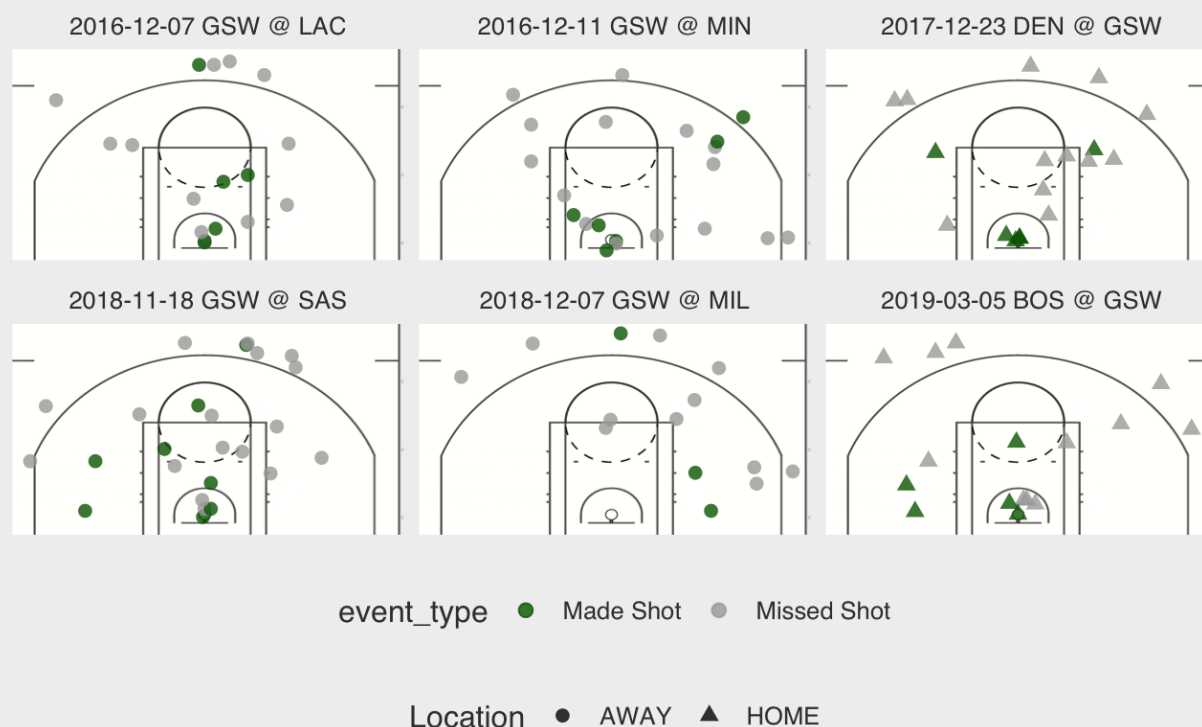 2016-12-07 GSW @ LAC
2016-12-11 GSW @ MIN
2017-12-23 DEN @ GSW
2018-11-18 GSW @ SAS
2018-12-07 GSW @ MIL
2019-03-05 BOS @ GSW
event_type Made Shot Missed Shot
Location AWAY HOME